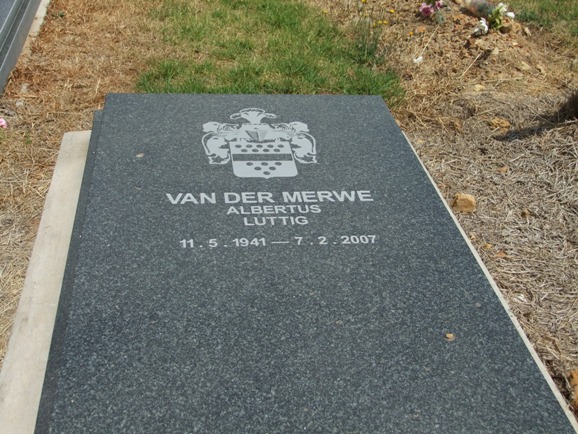 VAN DER MERWE
ALBERTUS
LUTTIG
11 . 5 . 1941 — 7 . 2 . 2007